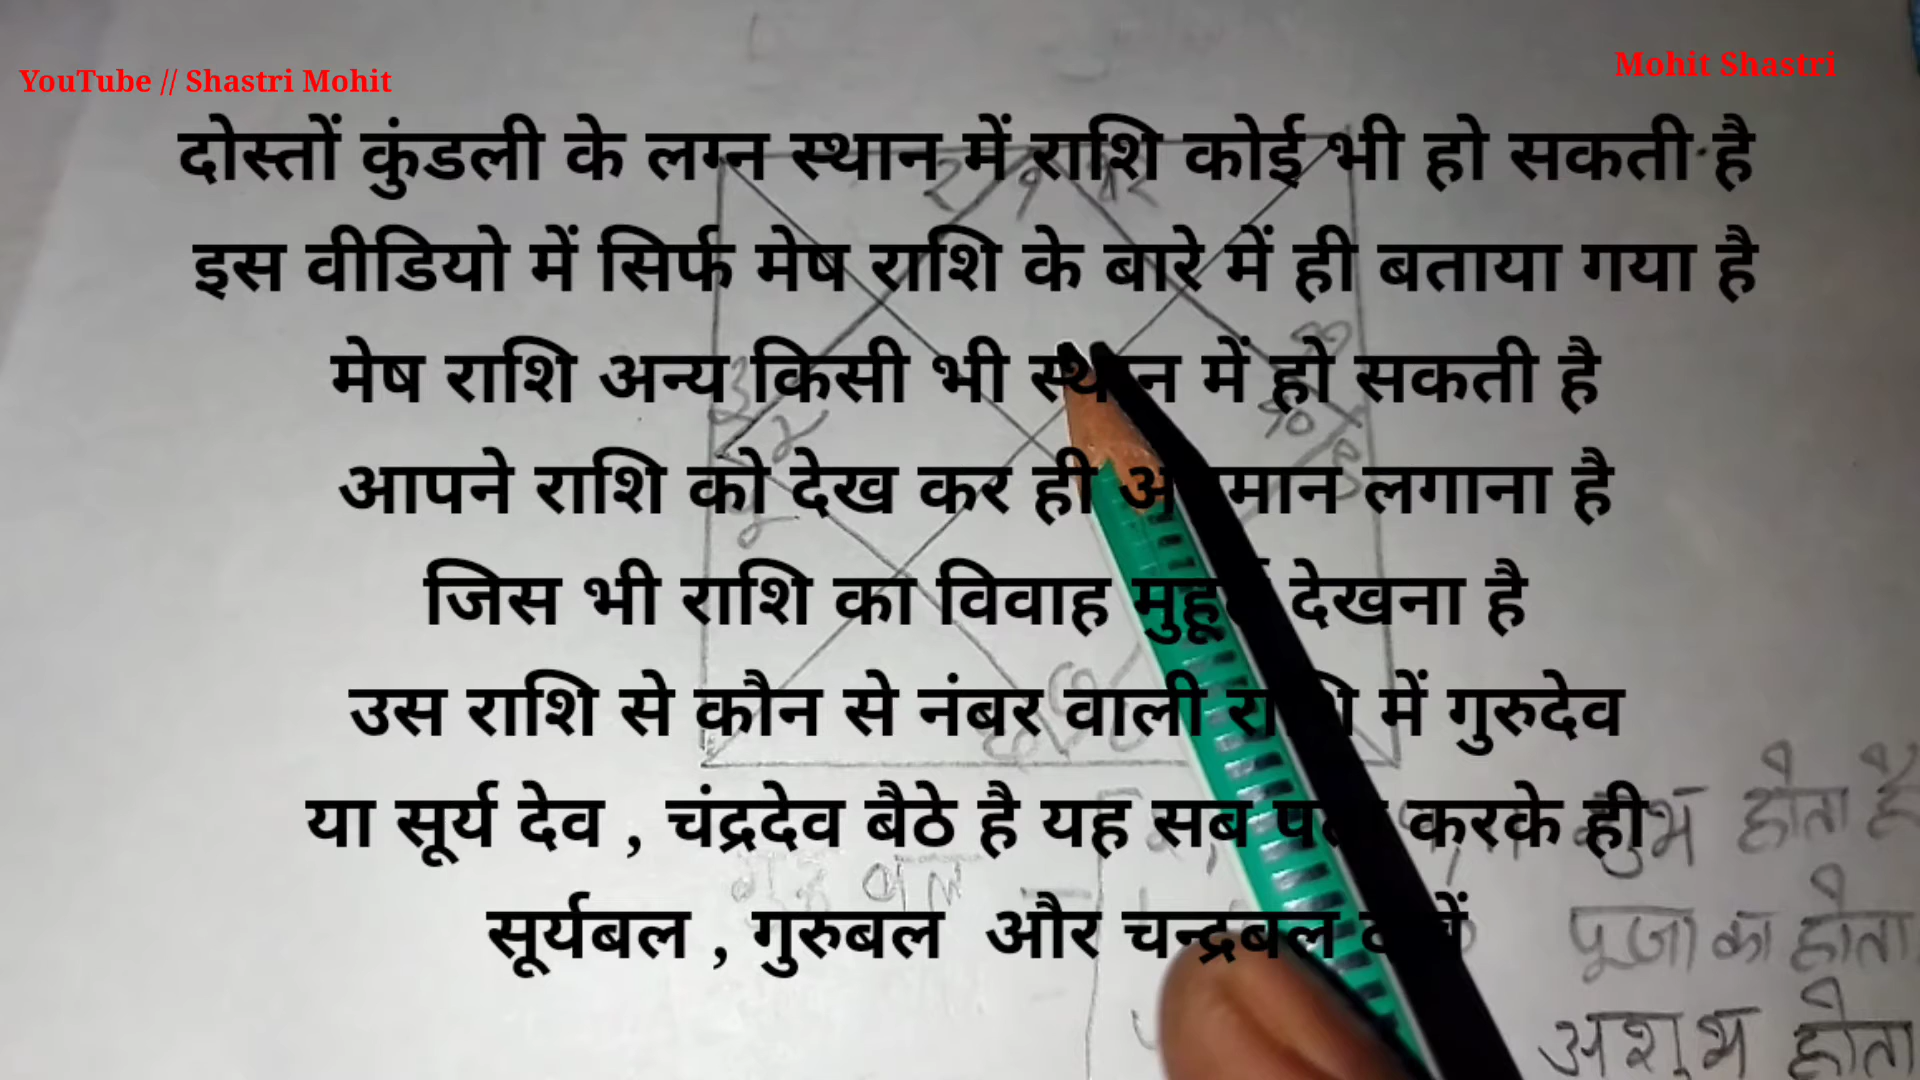 YouTube // Shastri Mohit
Mohit Shastri
दोस्तों कुंडली के लग्न स्थान में राशि कोई भी हो सकती है
इस वीडियो में सिर्फ मेष राशि के बारे में ही बताया गया है
मेष राशि अन्य किसी भी स्थान में हो सकती है
आपने राशि को देख कर ही लगाना है
जिस भी राशि का विवाह मुहूर्त देखना है
उस राशि से कौन से नंबर वाली राशि में गुरुदेव
या सूर्य देव , चंद्रदेव बैठे है यह सब करके ही
सूर्यबल , गुरुबल और चन्द्रबल
शुभ होता है
पूजा का होता
अशुभ होता